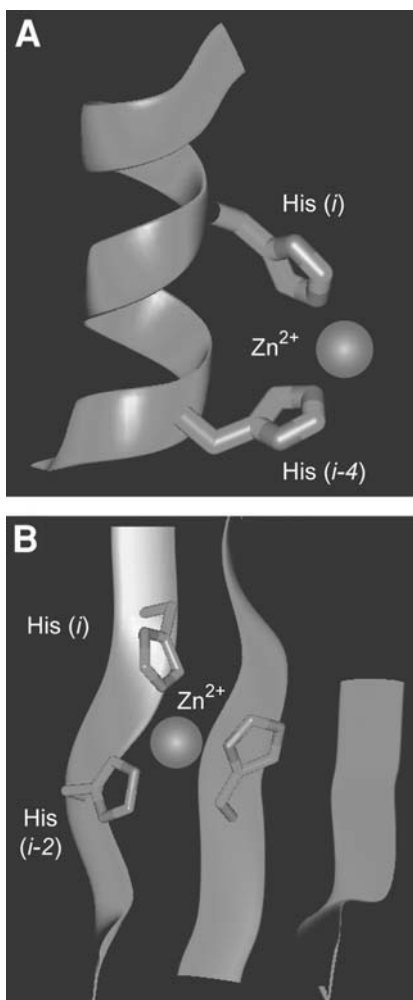 A
His (i)
Zn2+
His (i-4)
B
His (i)
Zn2+
His
(i-2)